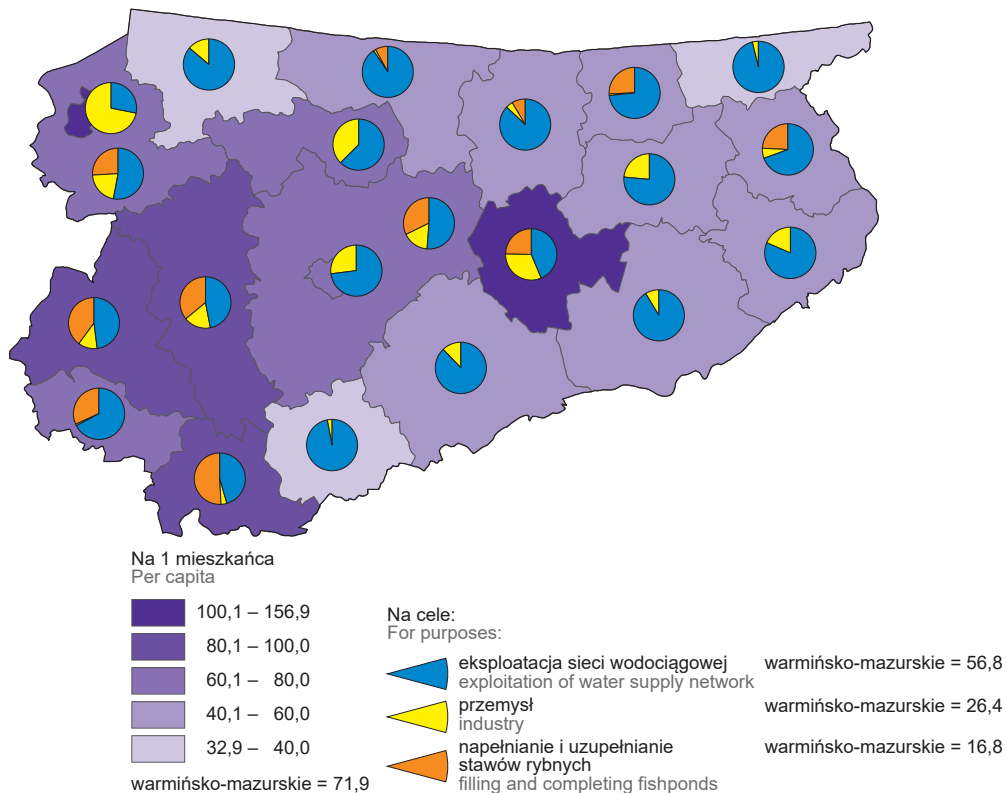 Na 1 mieszkańca
Per capita
100,1 – 156,9
80,1 – 100,0
60,1 – 80,0
40,1 – 60,0
32,9 – 40,0
warmińsko-mazurskie = 71,9
Na cele:
For purposes:
eksploatacja sieci wodociągowej warmińsko-mazurskie = 56,8
exploitation of water supply network
przemysł warmińsko-mazurskie = 26,4
industry
napełnianie i uzupełnianie warmińsko-mazurskie = 16,8
stawów rybnych
filling and completing fishponds